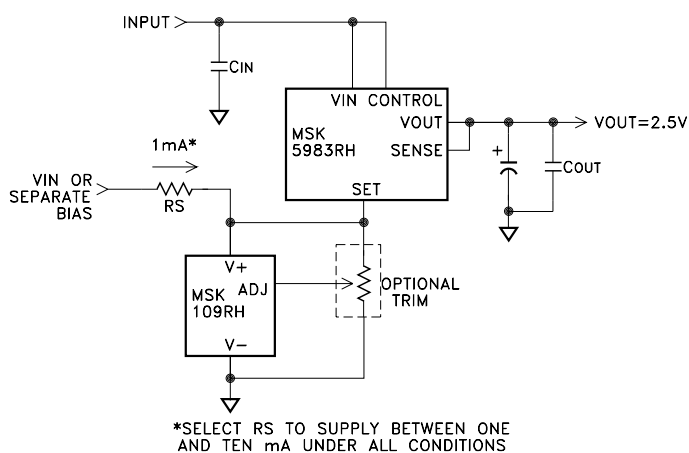 INPUT
CIN
VIN CONTROL
MSK
5983RH
VOUT
SENSE
SET
VOUT=2.5V
+
COUT
1mA*
VIN OR
SEPARATE
BIAS
RS
V+
MSK
109RH
ADJ
V-
OPTIONAL
TRIM
*SELECT RS TO SUPPLY BETWEEN ONE
AND TEN mA UNDER ALL CONDITIONS